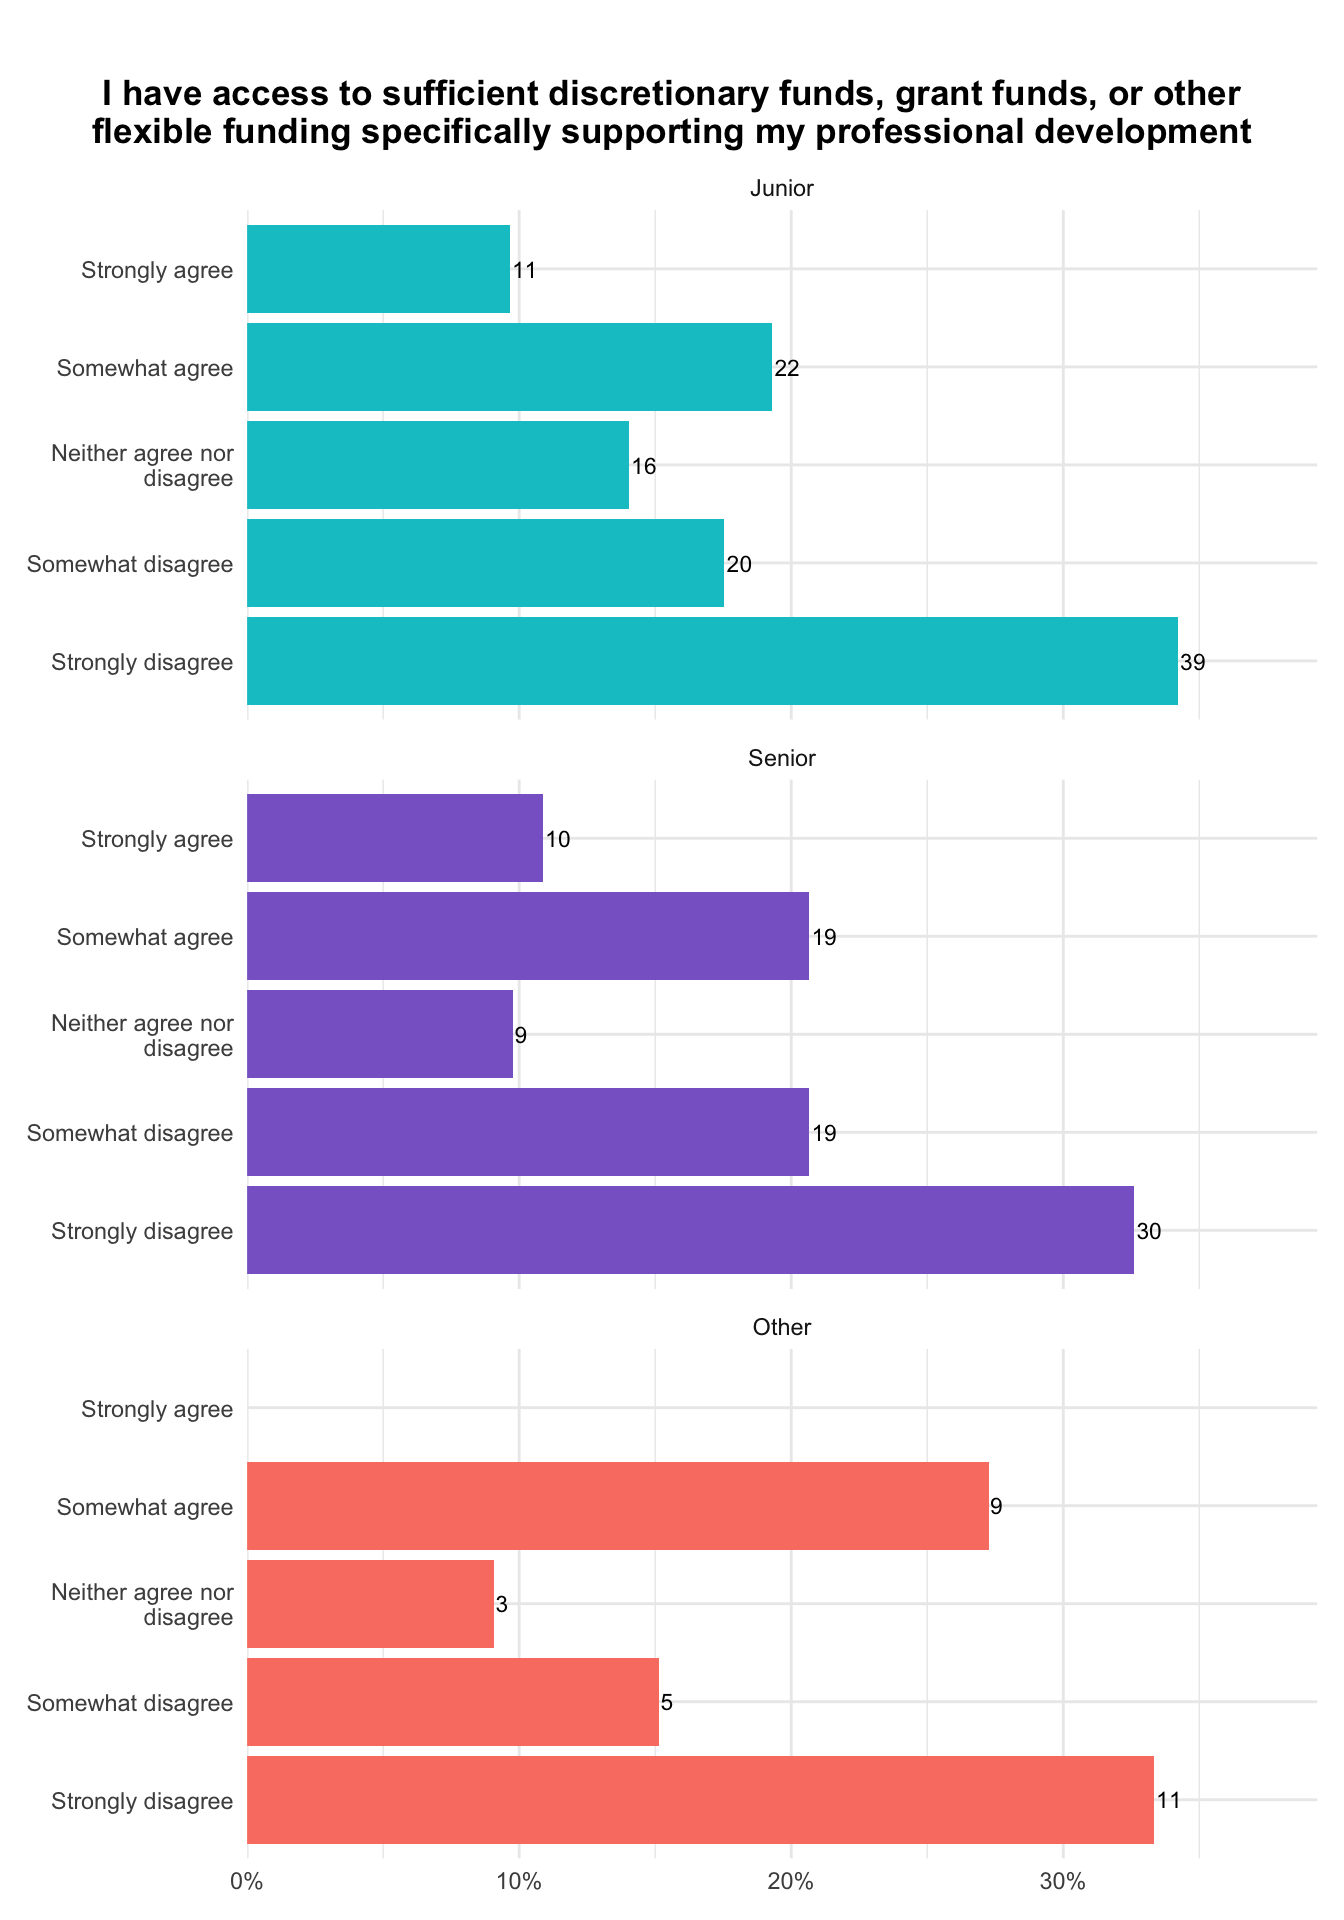 I have access to sufficient discretionary funds, grant funds, or other
flexible funding specifically supporting my professional development
Junior
Strongly agree
11
Somewhat agree
22
Neither agree nor
disagree
16
Somewhat disagree
20
Strongly disagree
39
Senior
Strongly agree
10
Somewhat agree
19
Neither agree nor
disagree
9
Somewhat disagree
19
Strongly disagree
30
Other
Strongly agree
Somewhat agree
9
Neither agree nor
disagree
3
Somewhat disagree
5
Strongly disagree
11
0% 10% 20% 30%